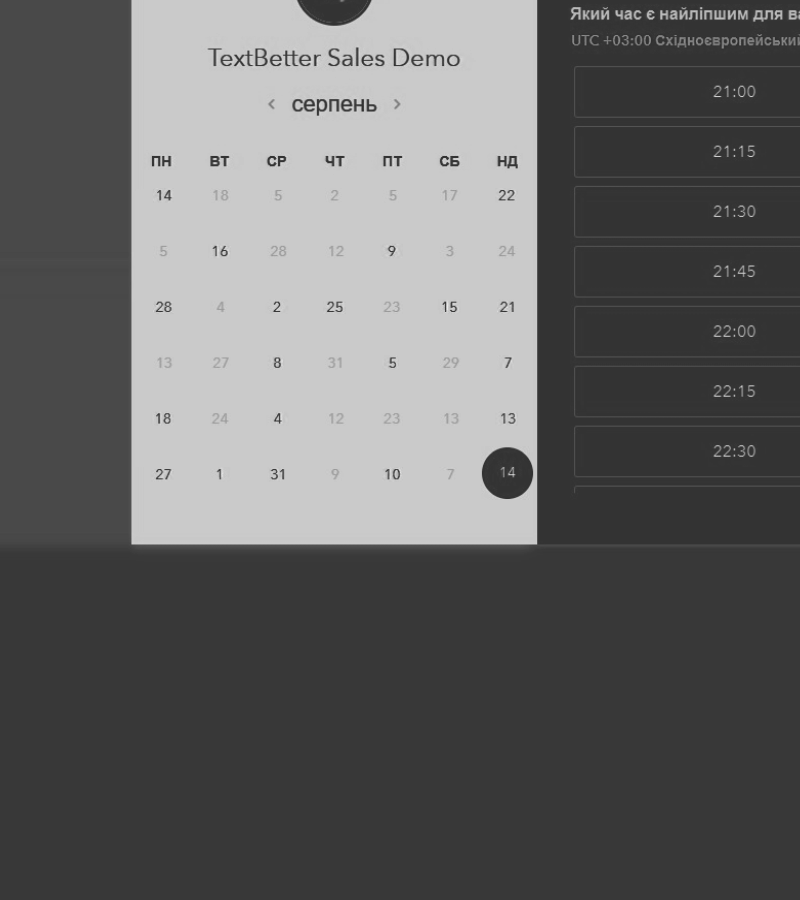 TextBetter Sales Demo
< серпень >
ПН ВТ СР ЧТ ПТ СБ НД
14 18 5 2 5 17 22
5 16 28 12 9 3 24
28 4 2 25 23 15 21
13 27 8 31 5 29 7
18 24 4 12 23 13 13
27 1 31 9 10 7 14
Який час є найліпшим для ва
UTC +03:00 Східноєвропейський
21:00
21:15
21:30
21:45
22:00
22:15
22:30